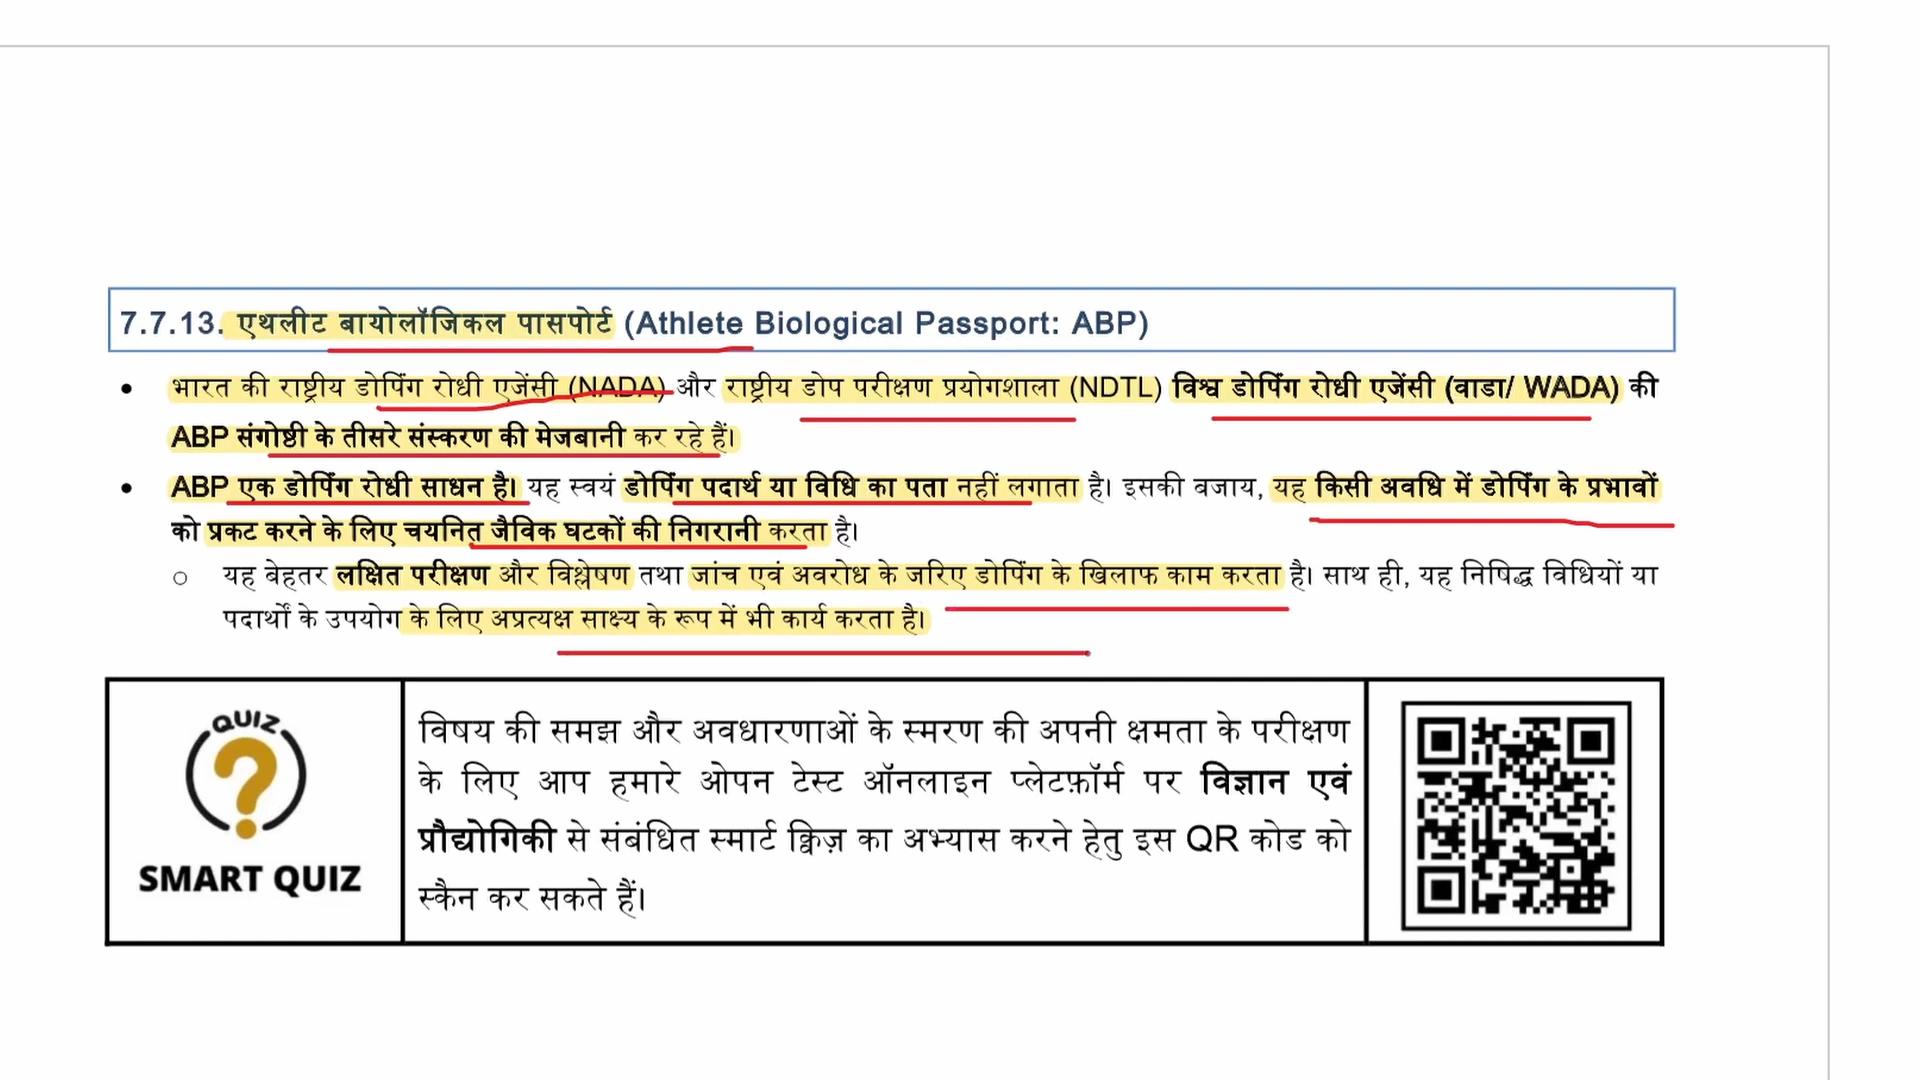 7.7.13. एथलीट बायोलॉजिकल पासपोर्ट (Athlete Biological Passport: ABP)
• भारत की राष्ट्रीय डोपिंग रोधी एजेंसी (NADA) और राष्ट्रीय डोप परीक्षण प्रयोगशाला (NDTL) विश्व डोपिंग रोधी एजेंसी (वाडा/ WADA) की
ABP संगोष्ठी के तीसरे संस्करण की मेजबानी कर रहे हैं।
• ABP एक डोपिंग रोधी साधन है। यह स्वयं डोपिंग पदार्थ या विधि का पता नहीं लगाता है। इसकी बजाय, यह किसी अवधि में डोपिंग के प्रभावों
को प्रकट करने के लिए चयनित जैविक घटकों की निगरानी करता है।
○ यह बेहतर लक्षित परीक्षण और विश्लेषण तथा जांच एवं अवरोध के जरिए डोपिंग के खिलाफ काम करता है। साथ ही, यह निषिद्ध विधियों या
पदार्थों के उपयोग के लिए अप्रत्यक्ष साक्ष्य के रूप में भी कार्य करता है।
QUIZ
?
SMART QUIZ
विषय की समझ और अवधारणाओं के स्मरण की अपनी क्षमता के परीक्षण
के लिए आप हमारे ओपन टेस्ट ऑनलाइन प्लेटफ़ॉर्म पर विज्ञान एवं
प्रौद्योगिकी से संबंधित स्मार्ट क्विज़ का अभ्यास करने हेतु इस QR कोड को
स्कैन कर सकते हैं।